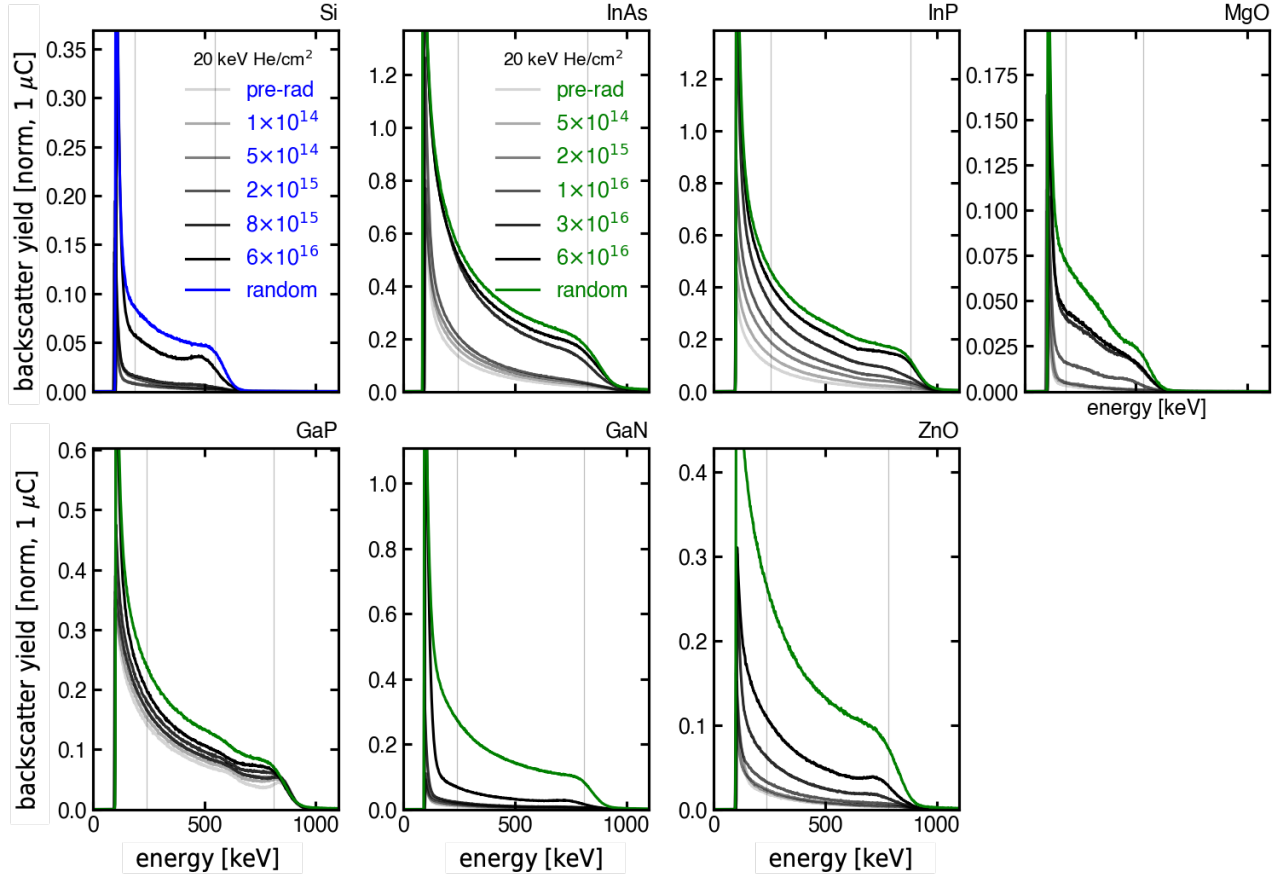 Si
InAs
InP
MgO
backscatter yield [norm, 1 μC]
0.35
0.30
0.25
0.20
0.15
0.10
0.05
0.00
20 keV He/cm²
pre-rad
1×10¹⁴
5×10¹⁴
2×10¹⁵
8×10¹⁵
6×10¹⁶
random
1.2
1.0
0.8
0.6
0.4
0.2
0.0
20 keV He/cm²
pre-rad
5×10¹⁴
2×10¹⁵
1×10¹⁶
3×10¹⁶
6×10¹⁶
random
1.2
1.0
0.8
0.6
0.4
0.2
0.0
0.175
0.150
0.125
0.100
0.075
0.050
0.025
0.000
energy [keV]
GaP
GaN
ZnO
backscatter yield [norm, 1 μC]
0.6
0.5
0.4
0.3
0.2
0.1
0.0
0 500 1000
energy [keV]
1.0
0.8
0.6
0.4
0.2
0.0
0 500 1000
energy [keV]
0.4
0.3
0.2
0.1
0.0
0 500 1000
energy [keV]